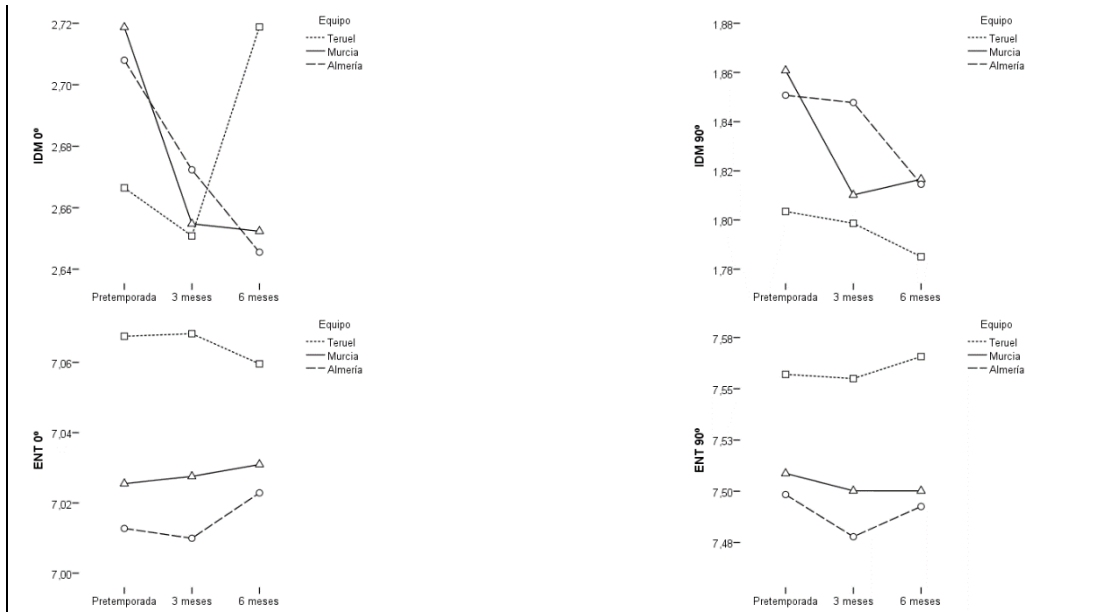 2,72
2,70
2,68
2,66
2,64
IDM 0º
Pretemporada 3 meses 6 meses
Equipo
Teruel
Murcia
Almería
1,88
1,86
1,84
1,82
1,80
1,78
IDM 90º
Pretemporada 3 meses 6 meses
Equipo
Teruel
Murcia
Almería
7,06
7,04
7,02
7,00
ENT 0º
Pretemporada 3 meses 6 meses
Equipo
Teruel
Murcia
Almería
7,58
7,55
7,53
7,50
7,48
ENT 90º
Pretemporada 3 meses 6 meses
Equipo
Teruel
Murcia
Almería